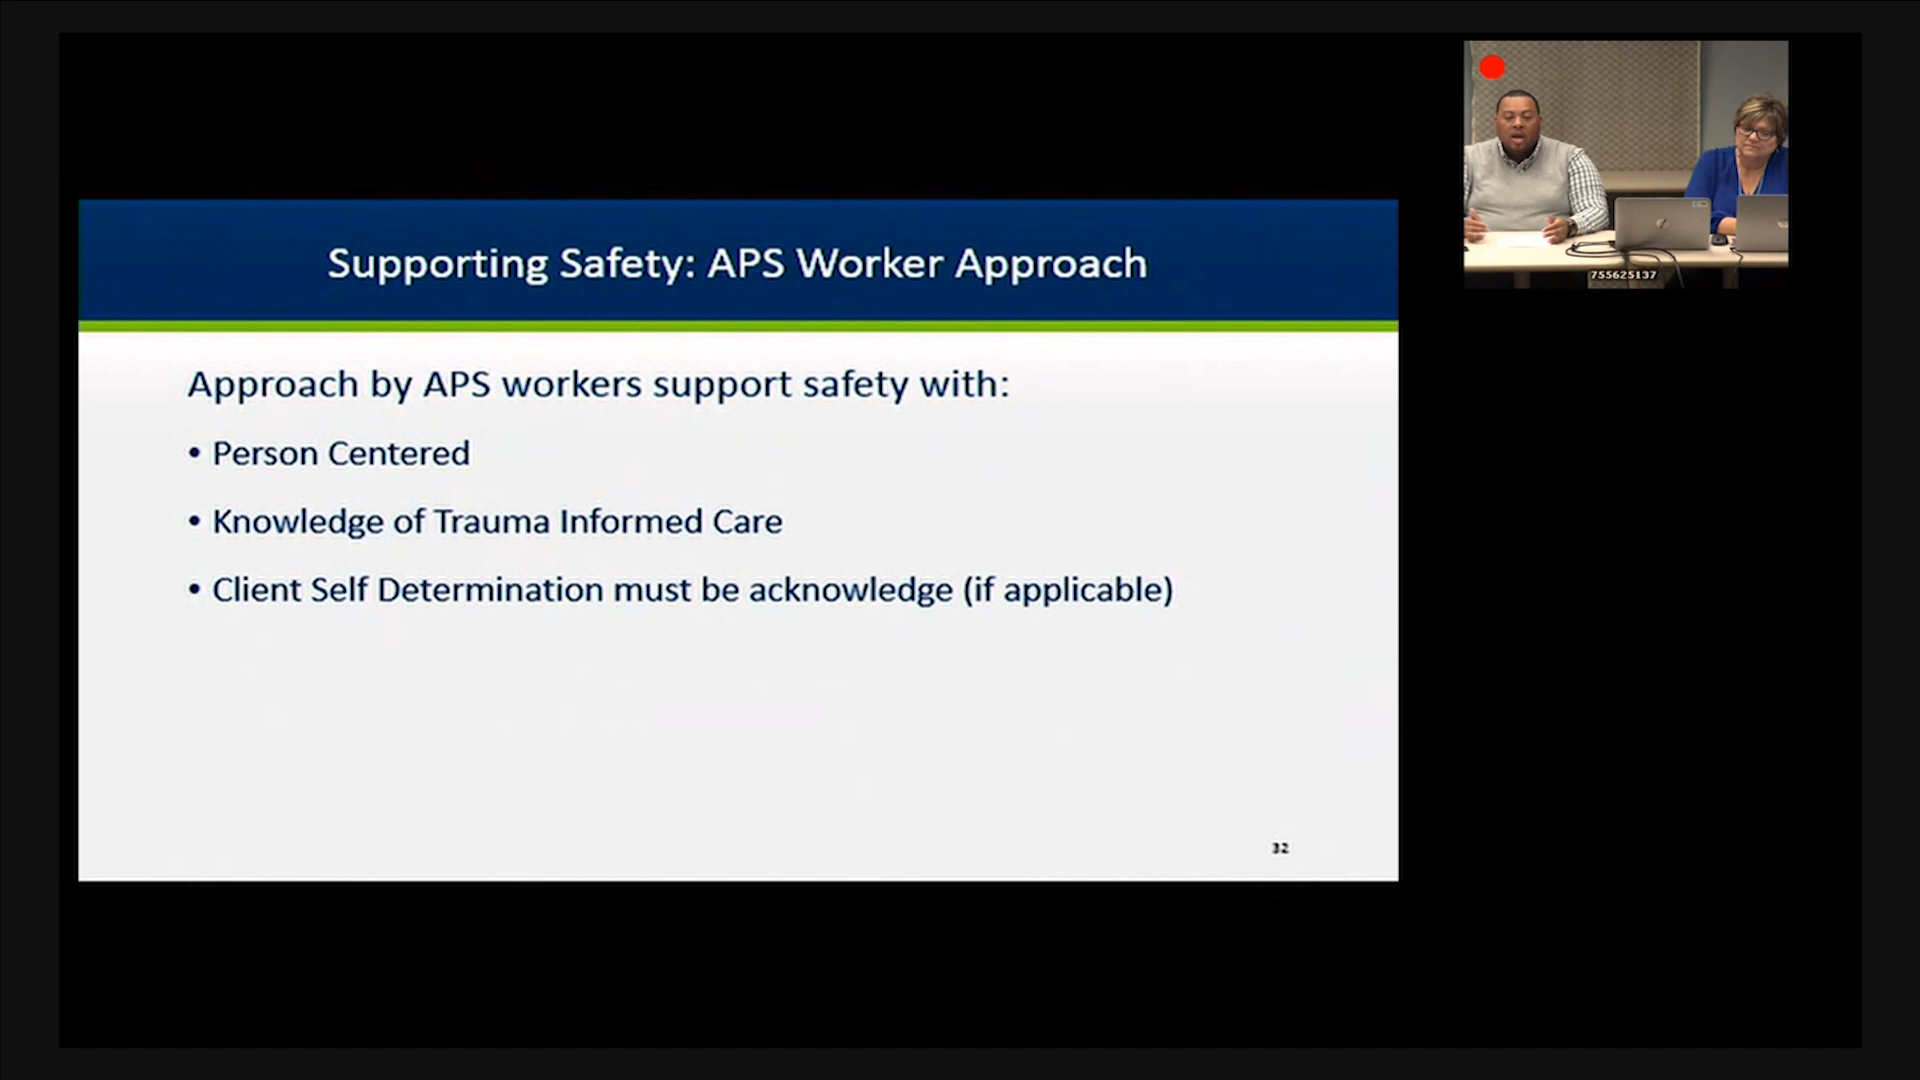 Supporting Safety: APS Worker Approach
Approach by APS workers support safety with:
• Person Centered
• Knowledge of Trauma Informed Care
• Client Self Determination must be acknowledge (if applicable)
32
755625137